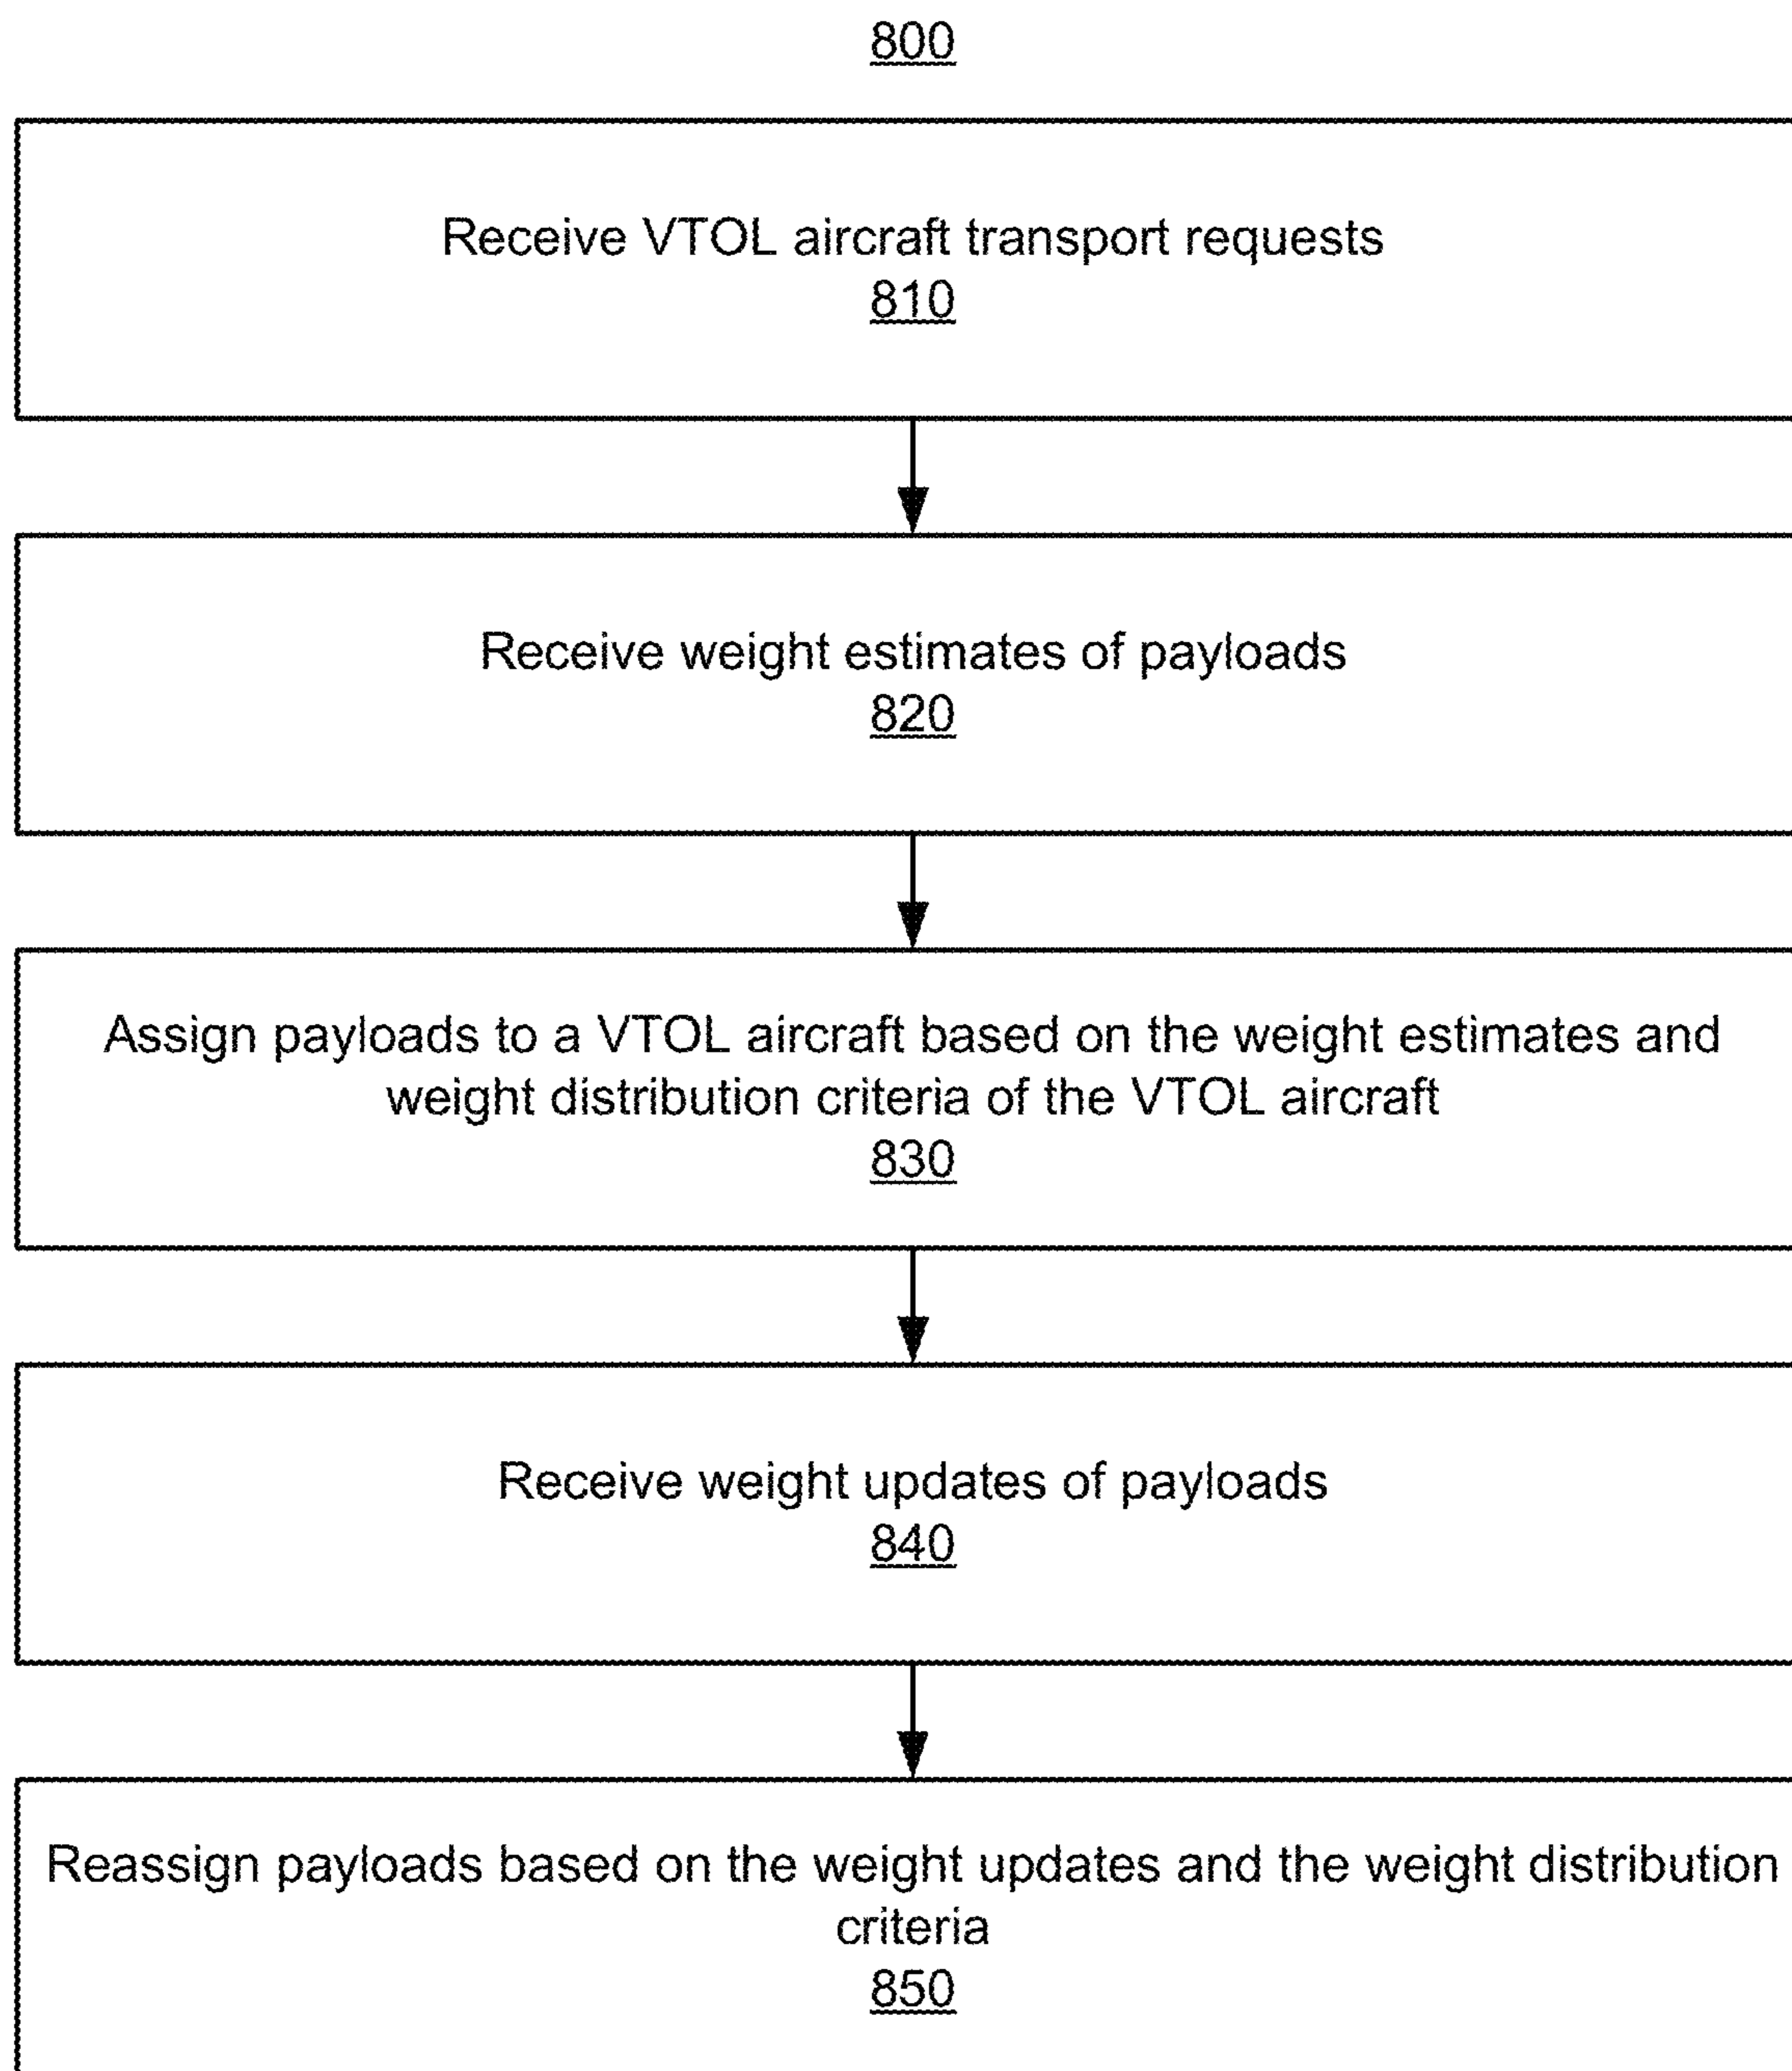 800
Receive VTOL aircraft transport requests
810
Receive weight estimates of payloads
820
Assign payloads to a VTOL aircraft based on the weight estimates and
weight distribution criteria of the VTOL aircraft
830
Receive weight updates of payloads
840
Reassign payloads based on the weight updates and the weight distribution
criteria
850